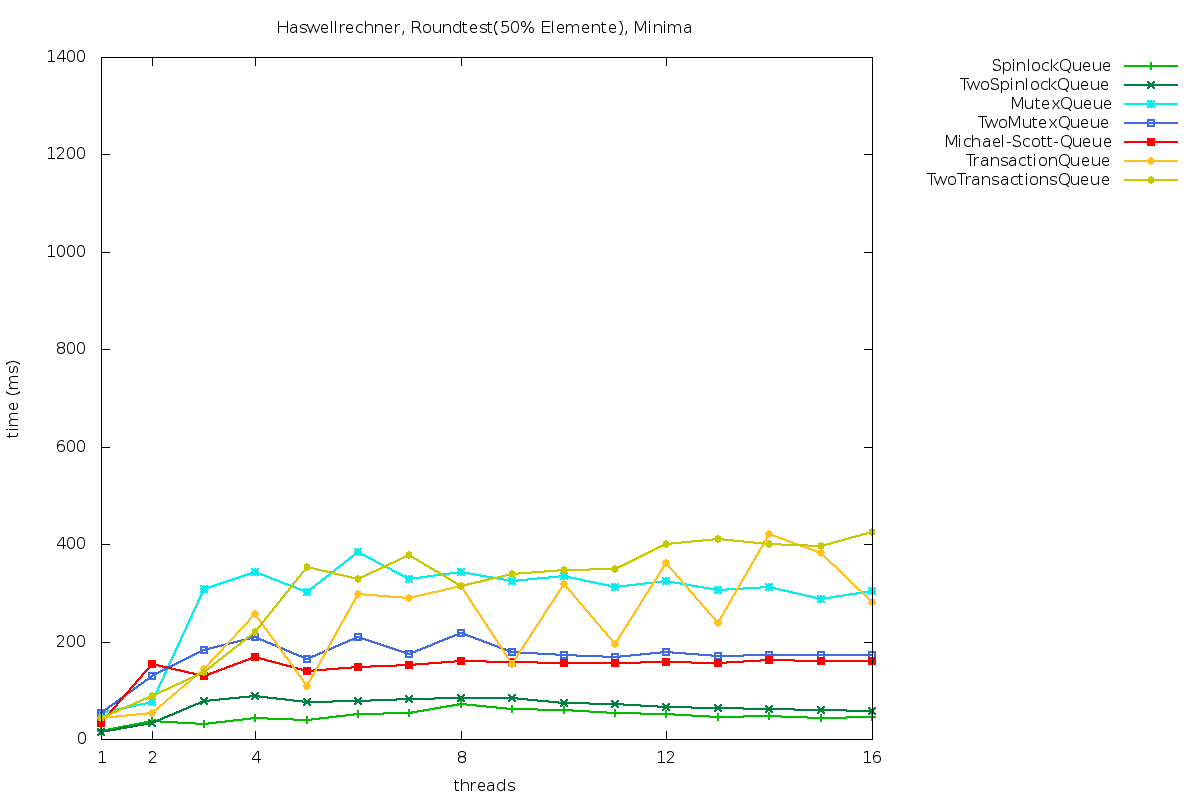 Haswellrechner, Roundtest(50% Elemente), Minima
1400
1200
1000
800
600
400
200
0
time (ms)
1 2 4 8 12 16
threads
SpinlockQueue
TwoSpinlockQueue
MutexQueue
TwoMutexQueue
Michael-Scott-Queue
TransactionQueue
TwoTransactionsQueue